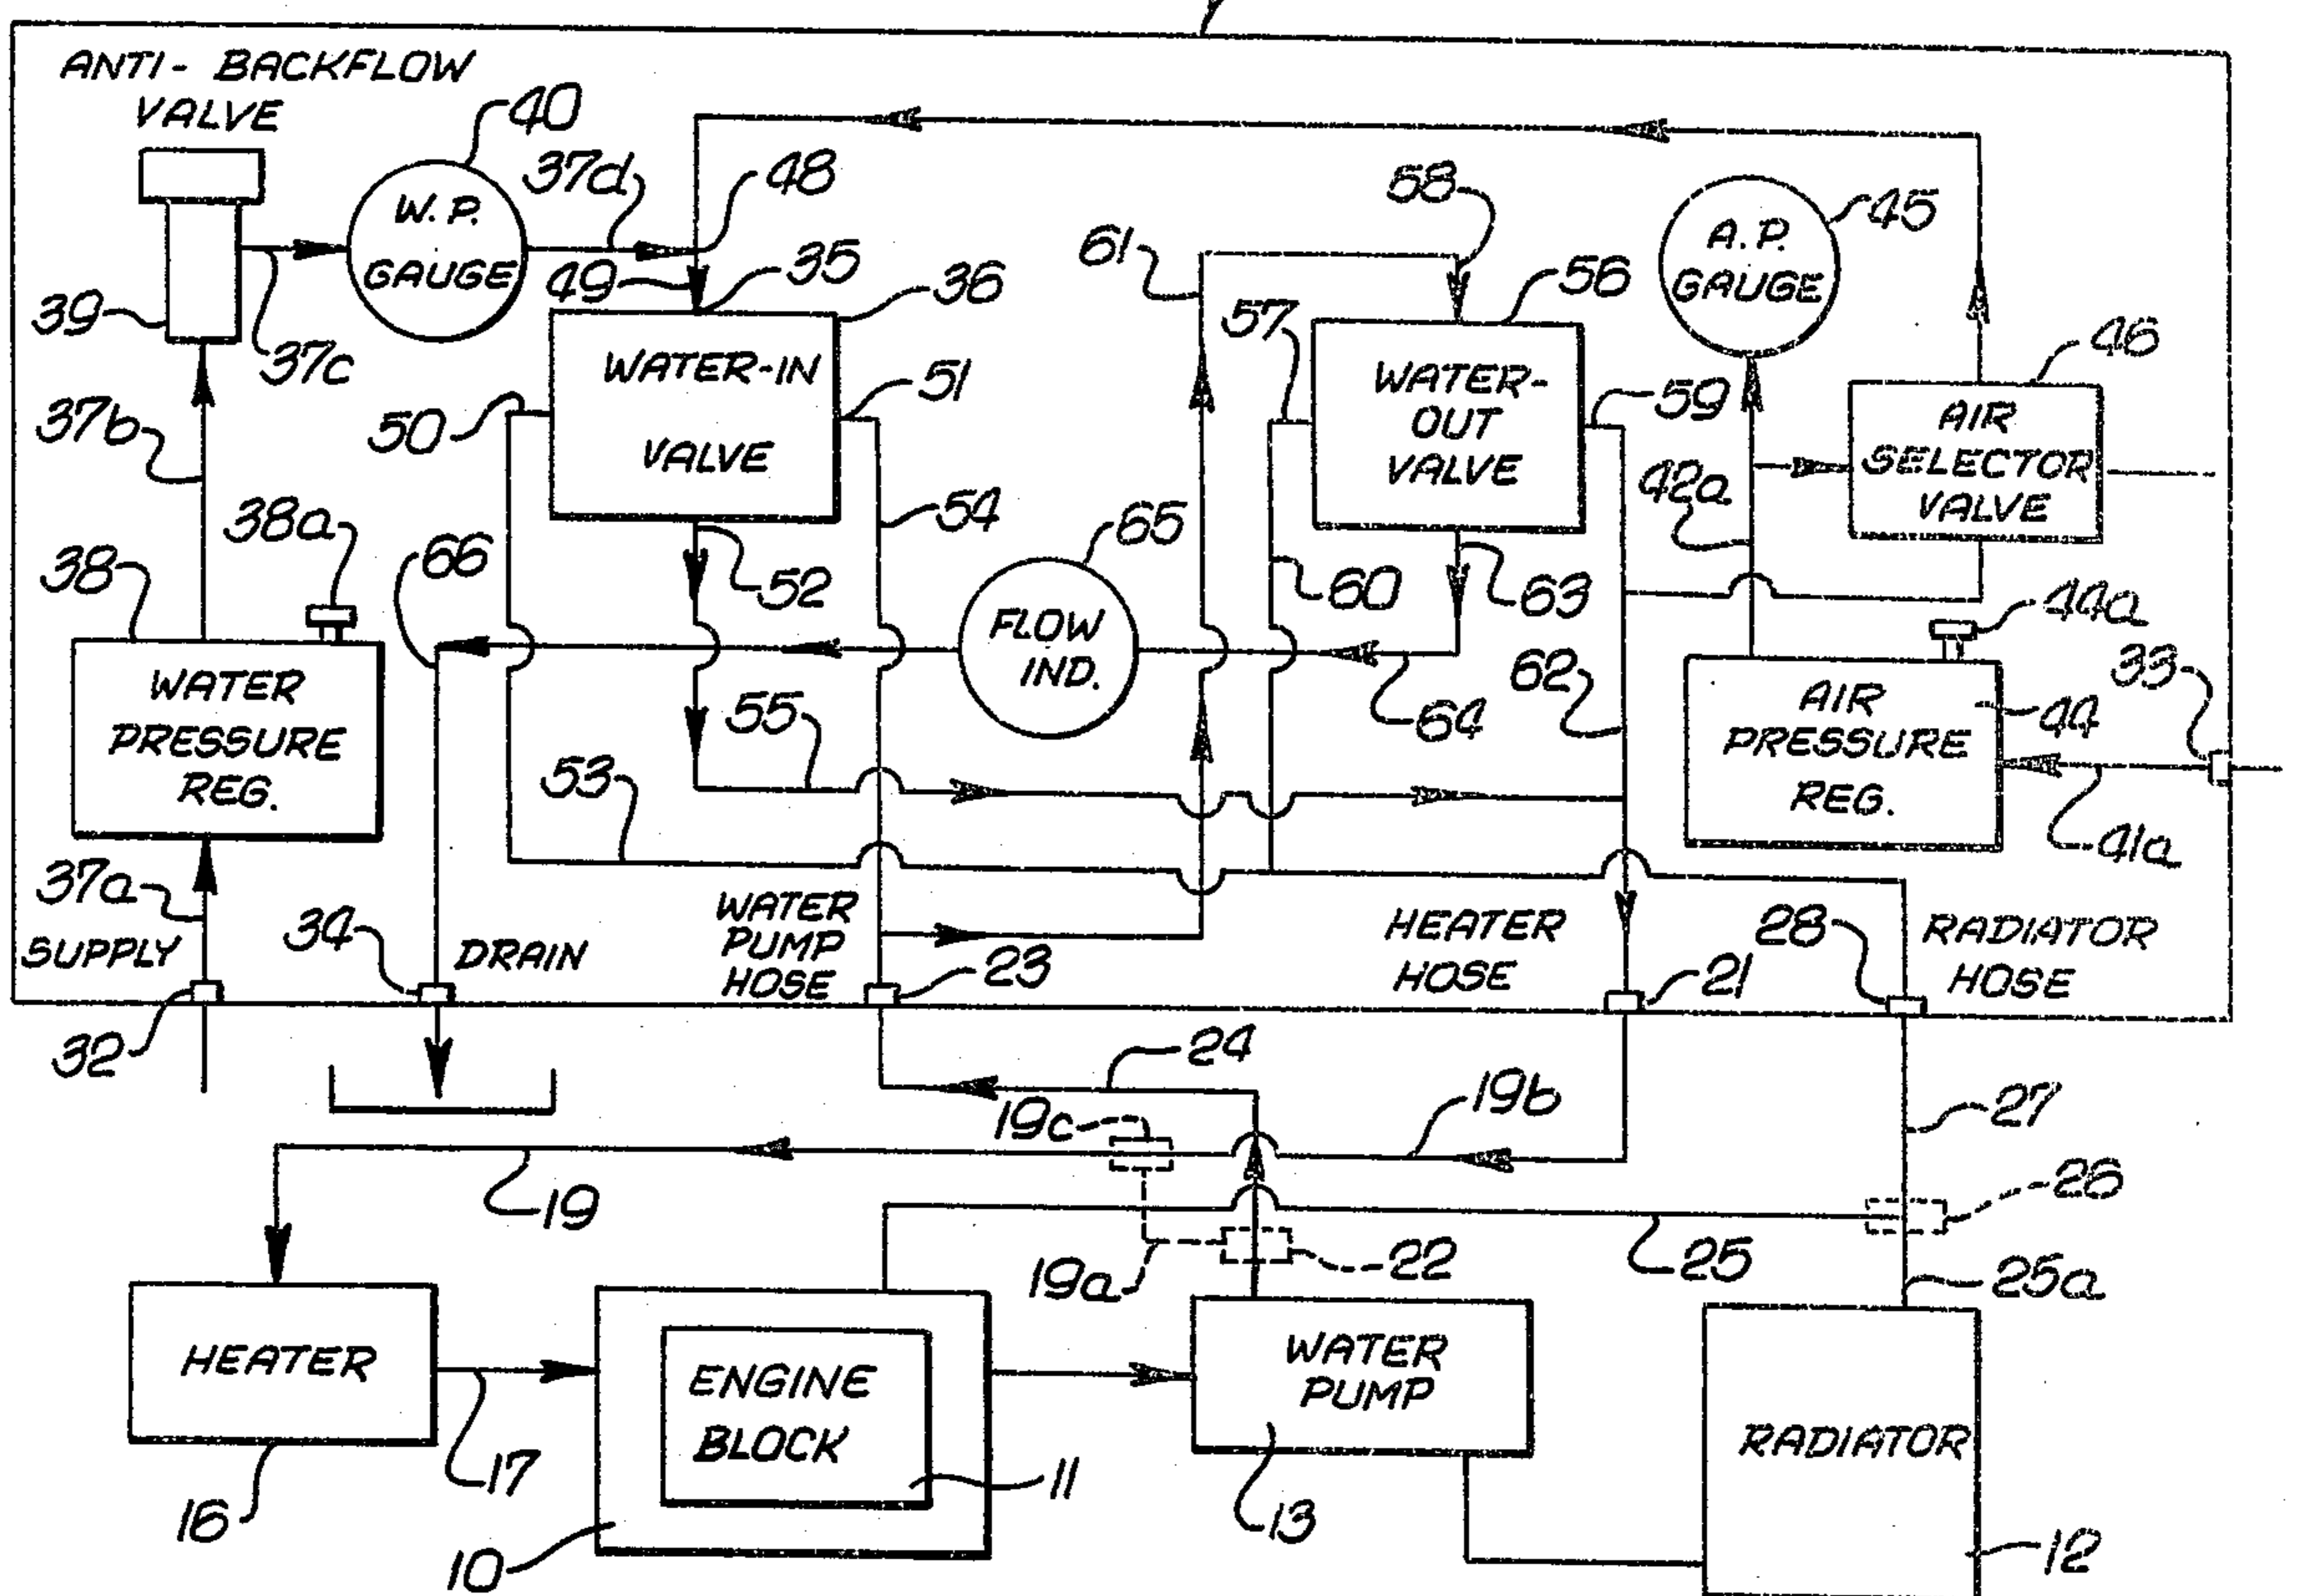 ANTI-BACKFLOW
VALVE
40
37d
48
W.P.
GAUGE
39
37c
49
35
36
58
61
56
A.P.
GAUGE
45
57
46
WATER-IN
VALVE
50
51
WATER-
OUT
VALVE
59
AIR
SELECTOR
VALVE
37b
42a
38a
54
65
38
66
52
60
63
44a
FLOW
IND.
33
WATER
PRESSURE
REG.
55
64
62
AIR
PRESSURE
REG.
44
53
41a
37a
SUPPLY
34
DRAIN
WATER
PUMP
HOSE
23
HEATER
HOSE
21
28
RADIATOR
HOSE
32
24
19c
19b
27
19
26
19a
22
25
25a
HEATER
ENGINE
BLOCK
WATER
PUMP
RADIATOR
17
11
16
13
10
12